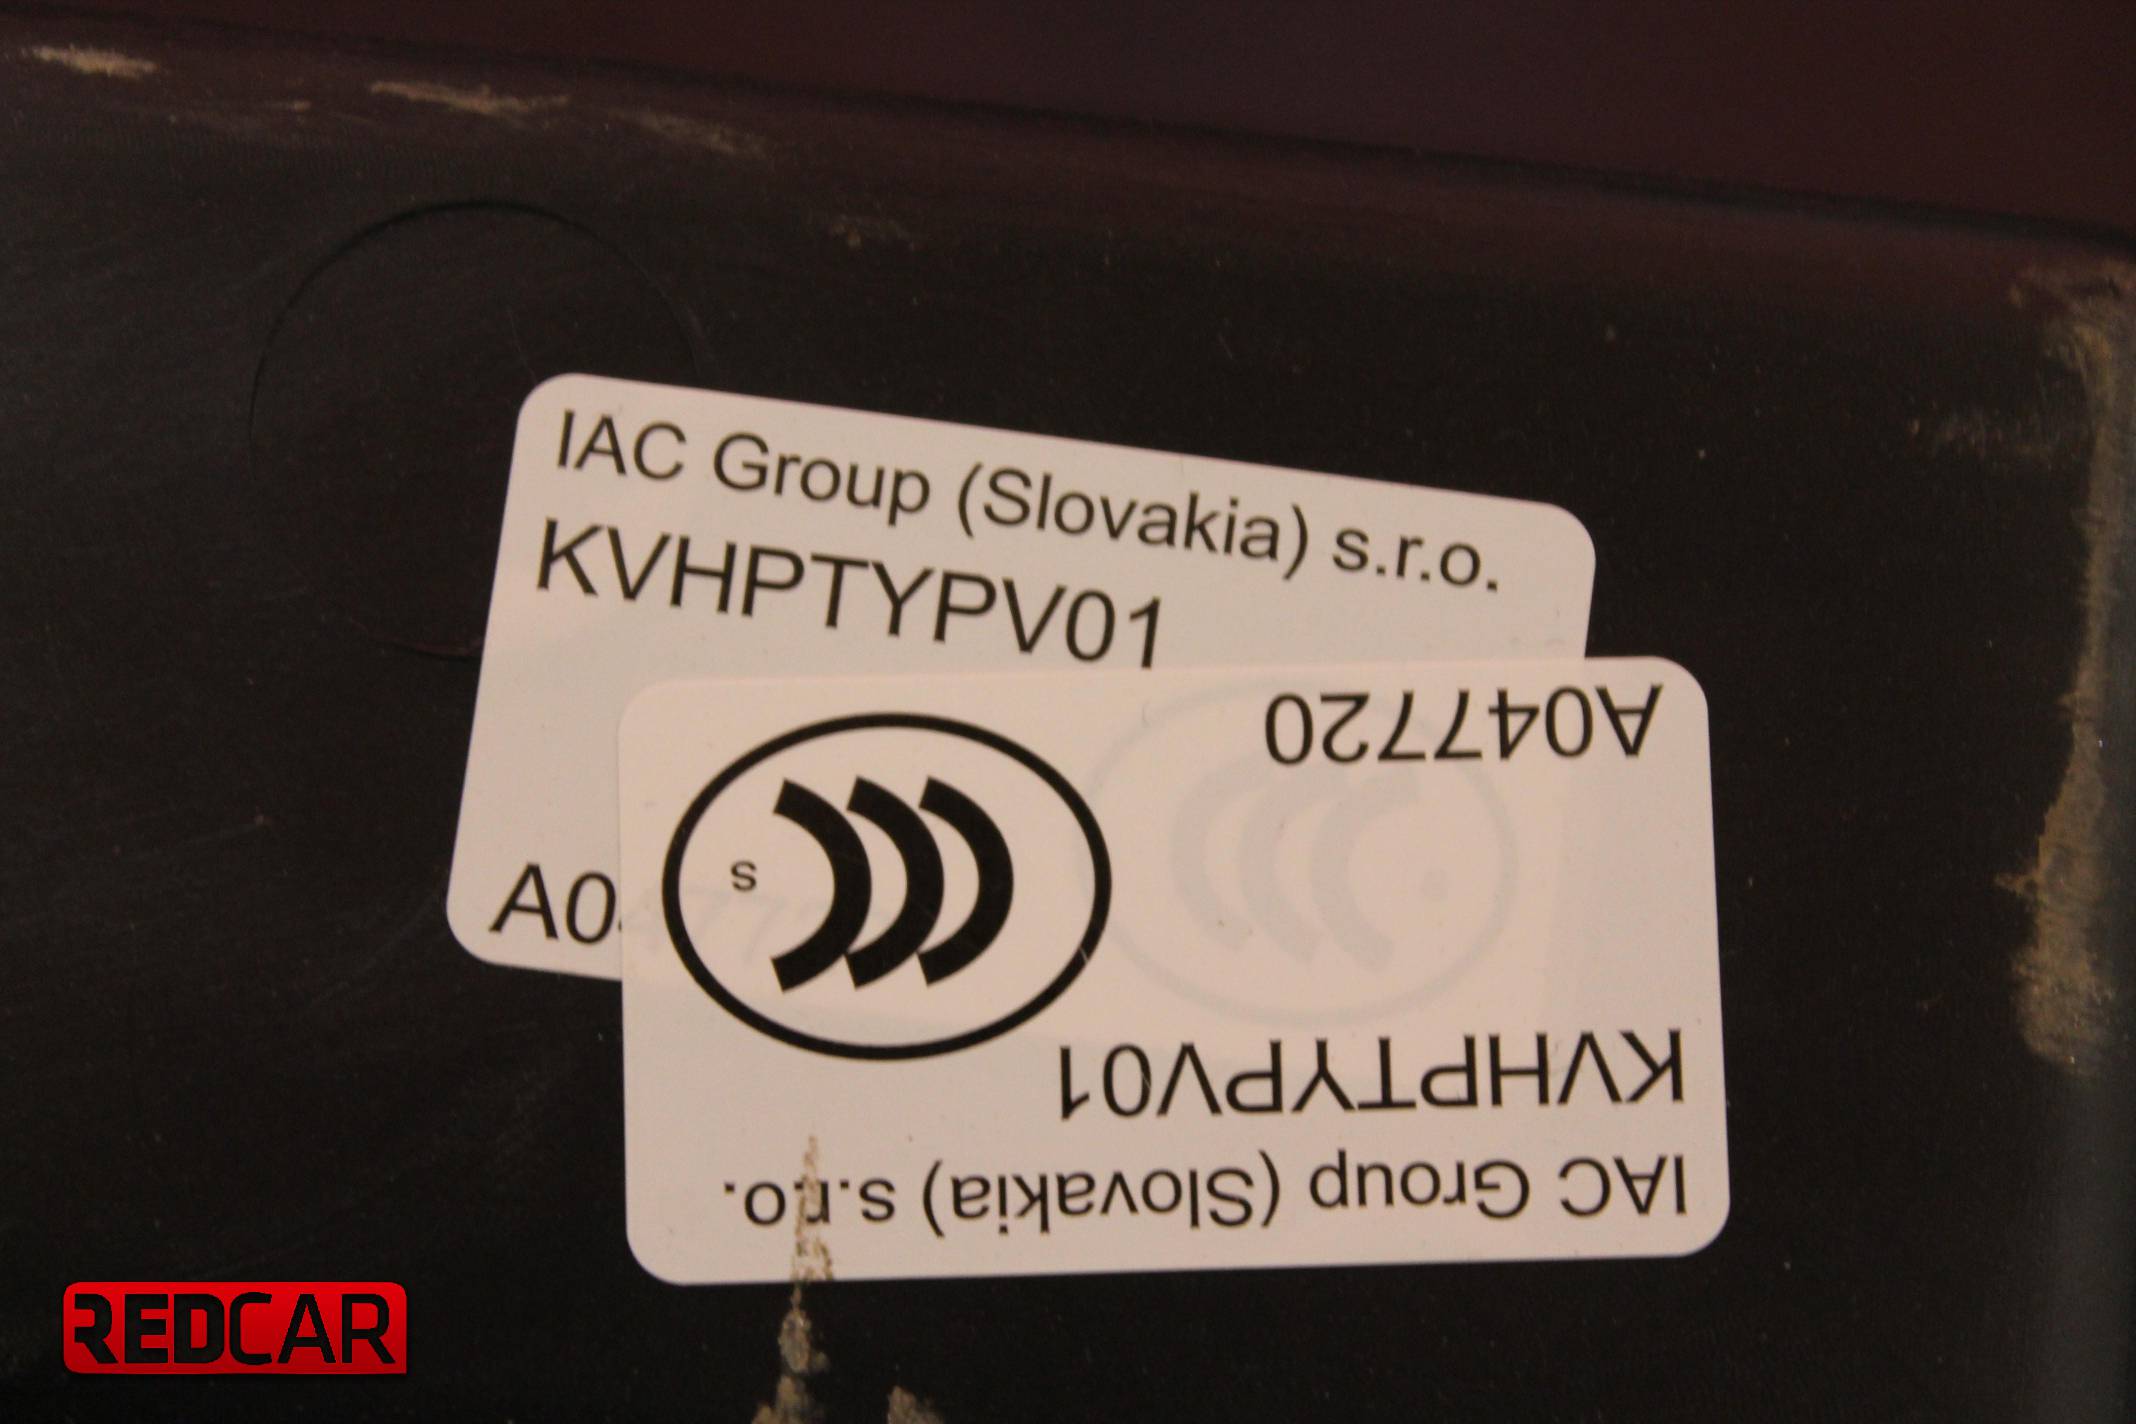 IAC Group (Slovakia) s.r.o.
KVHPTYPV01
A0
IAC Group (Slovakia) s.r.o.
KVHPTYPV01
A047720
S
REDCAR